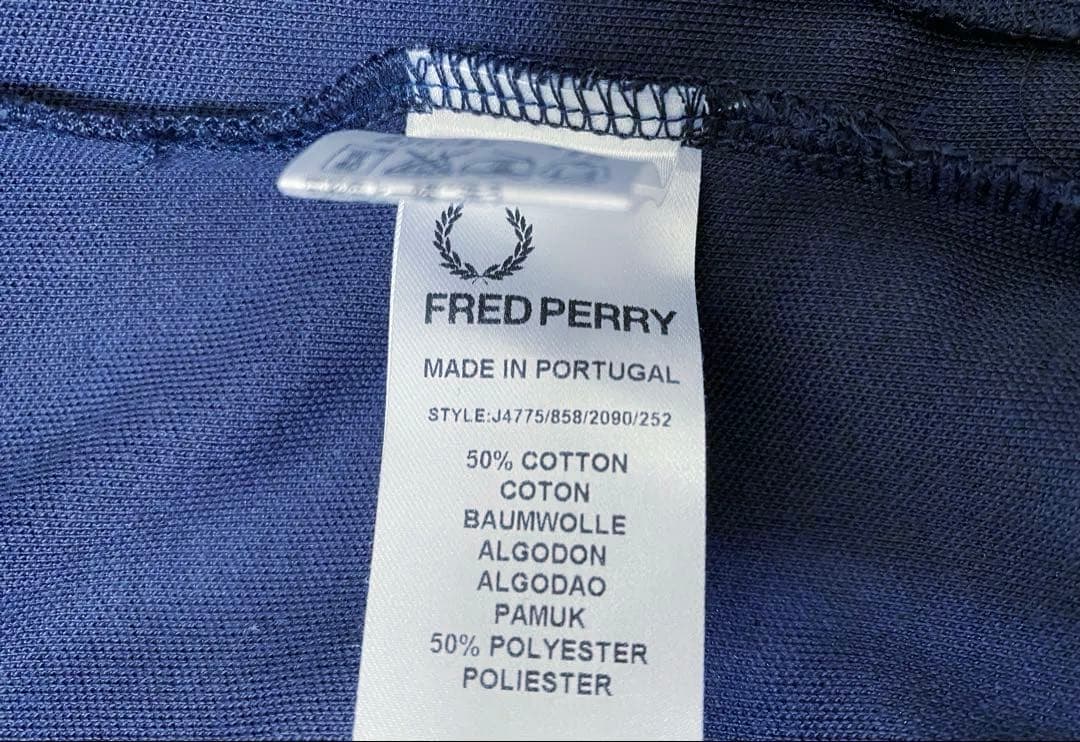 FRED PERRY
MADE IN PORTUGAL
STYLE:J4775/858/2090/252
50% COTTON
COTON
BAUMWOLLE
ALGODON
ALGODAO
PAMUK
50% POLYESTER
POLIESTER